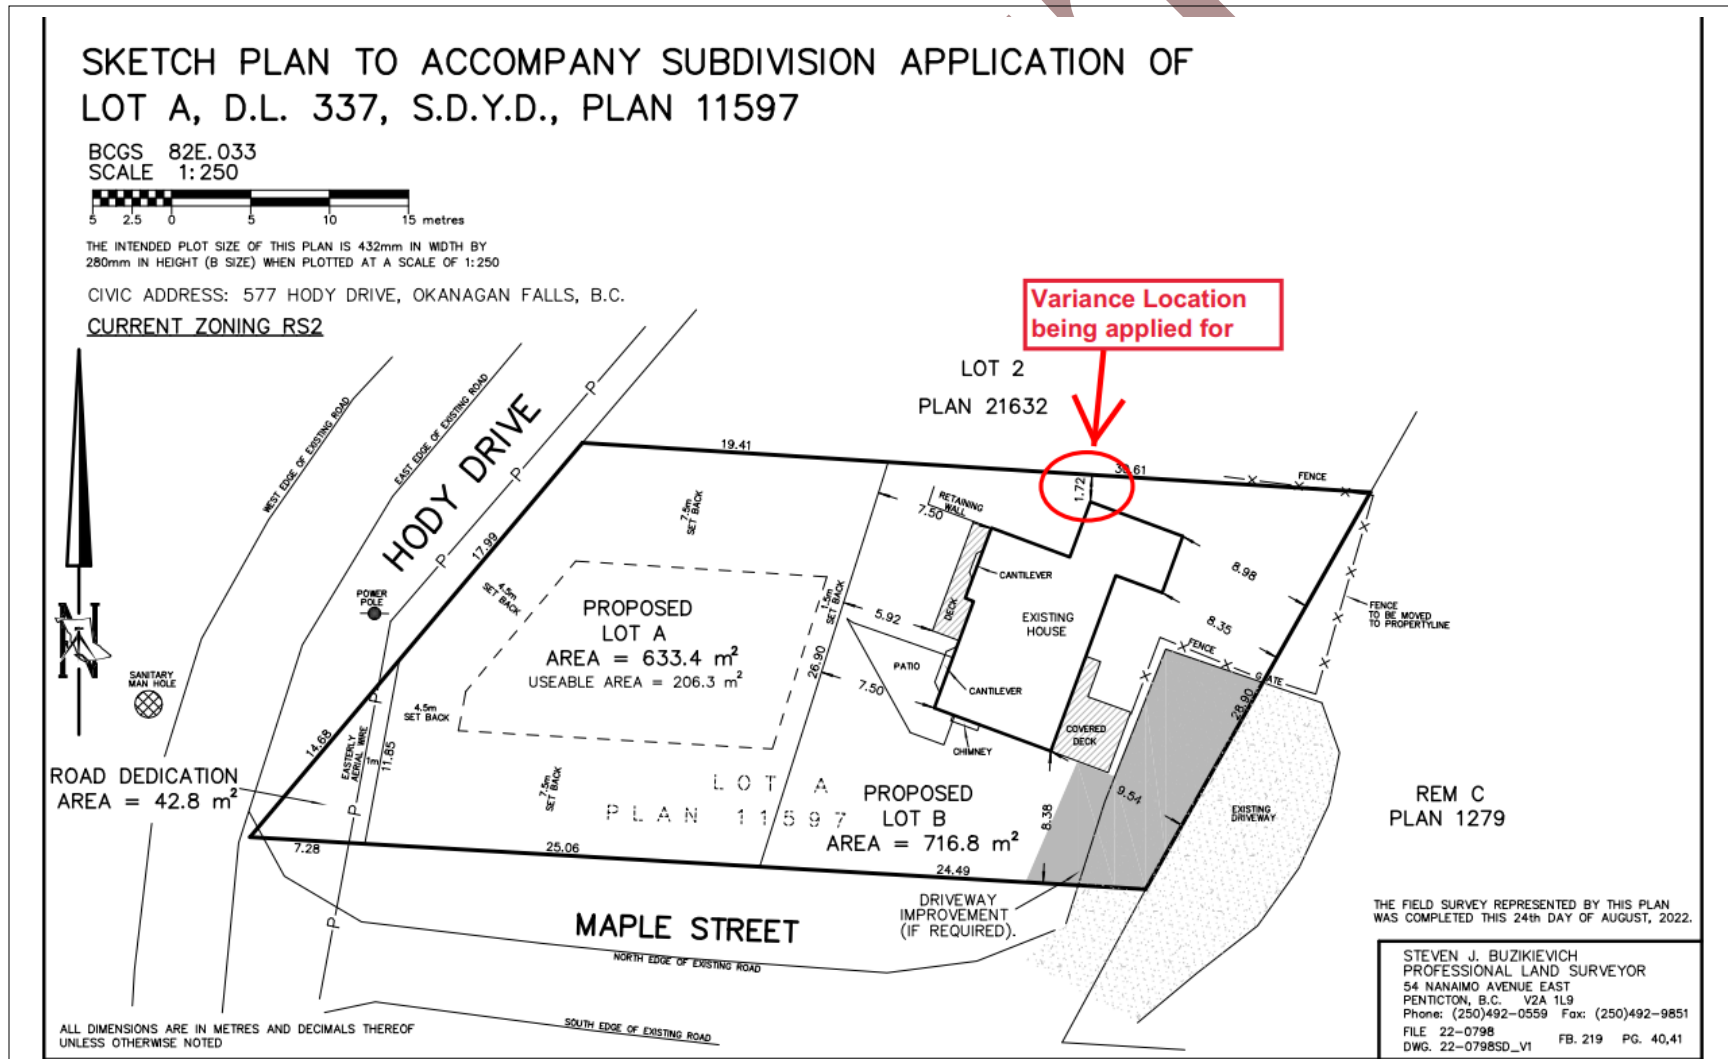 SKETCH PLAN TO ACCOMPANY SUBDIVISION APPLICATION OF
LOT A, D.L. 337, S.D.Y.D., PLAN 11597
BCGS 82E.033
SCALE 1:250
5 2.5 0 5 10 15 metres
THE INTENDED PLOT SIZE OF THIS PLAN IS 432mm IN WIDTH BY
280mm IN HEIGHT (B SIZE) WHEN PLOTTED AT A SCALE OF 1:250
CIVIC ADDRESS: 577 HODY DRIVE, OKANAGAN FALLS, B.C.
CURRENT ZONING RS2
Variance Location
being applied for
LOT 2
PLAN 21632
WEST EDGE OF EXISTING ROAD
EAST EDGE OF EXISTING ROAD
HODY DRIVE
P
P
P
P
P
P
N
19.41
30.61
1.72
FENCE
RETAINING
WALL
7.50
7.5m
SET BACK
17.99
4.5m
SET BACK
POWER
POLE
CANTILEVER
8.98
1.5m
SET BACK
DECK
5.92
EXISTING
HOUSE
8.35
FENCE
TO BE MOVED
TO PROPERTYLINE
PROPOSED
LOT A
AREA = 633.4 m²
USEABLE AREA = 206.3 m²
26.90
PATIO
7.50
CANTILEVER
FENCE
GATE
28.90
SANITARY
MAN HOLE
4.5m
SET BACK
14.68
EASTERLY
AERIAL WIRE
1m
11.85
CHIMNEY
COVERED
DECK
ROAD DEDICATION
AREA = 42.8 m²
7.5m
SET BACK
LOT A
PLAN 11597
PROPOSED
LOT B
AREA = 716.8 m²
8.38
9.54
EXISTING
DRIVEWAY
REM C
PLAN 1279
7.28
25.06
24.49
DRIVEWAY
IMPROVEMENT
(IF REQUIRED).
MAPLE STREET
NORTH EDGE OF EXISTING ROAD
SOUTH EDGE OF EXISTING ROAD
ALL DIMENSIONS ARE IN METRES AND DECIMALS THEREOF
UNLESS OTHERWISE NOTED
THE FIELD SURVEY REPRESENTED BY THIS PLAN
WAS COMPLETED THIS 24th DAY OF AUGUST, 2022.
STEVEN J. BUZIKIEVICH
PROFESSIONAL LAND SURVEYOR
54 NANAIMO AVENUE EAST
PENTICTON, B.C. V2A 1L9
Phone: (250)492-0559 Fax: (250)492-9851
FILE 22-0798
DWG. 22-0798SD_V1 FB. 219 PG. 40,41